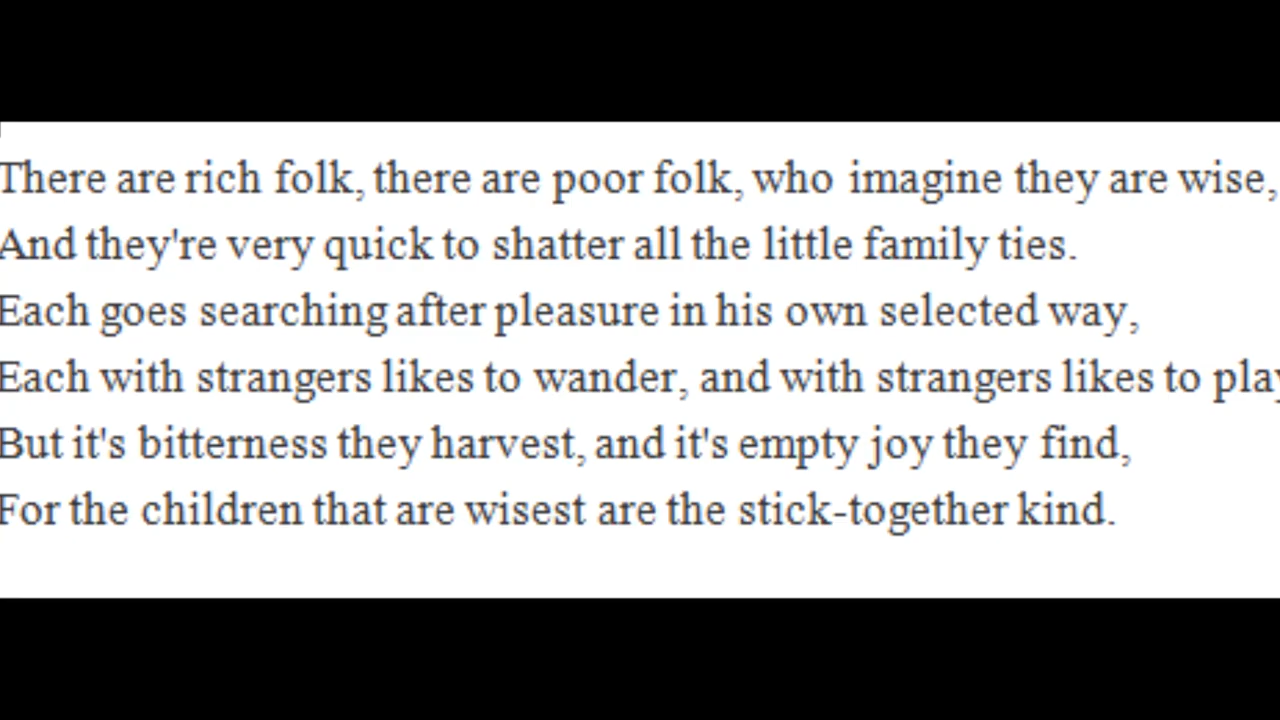 There are rich folk, there are poor folk, who imagine they are wise,
And they're very quick to shatter all the little family ties.
Each goes searching after pleasure in his own selected way,
Each with strangers likes to wander, and with strangers likes to play
But it's bitterness they harvest, and it's empty joy they find,
For the children that are wisest are the stick-together kind.